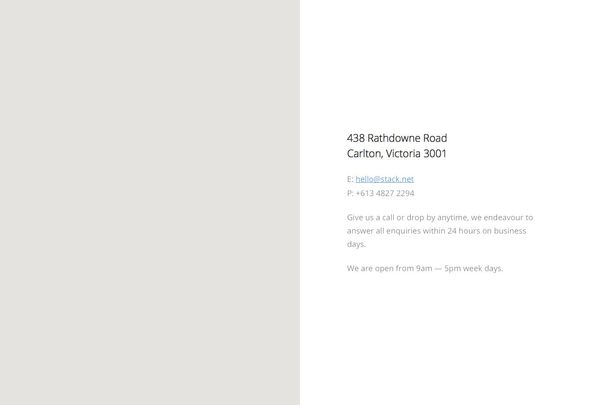 438 Rathdowne Road
Carlton, Victoria 3001
E: hello@stack.net
P: +613 4827 2294
Give us a call or drop by anytime, we endeavour to
answer all enquiries within 24 hours on business
days.
We are open from 9am — 5pm week days.